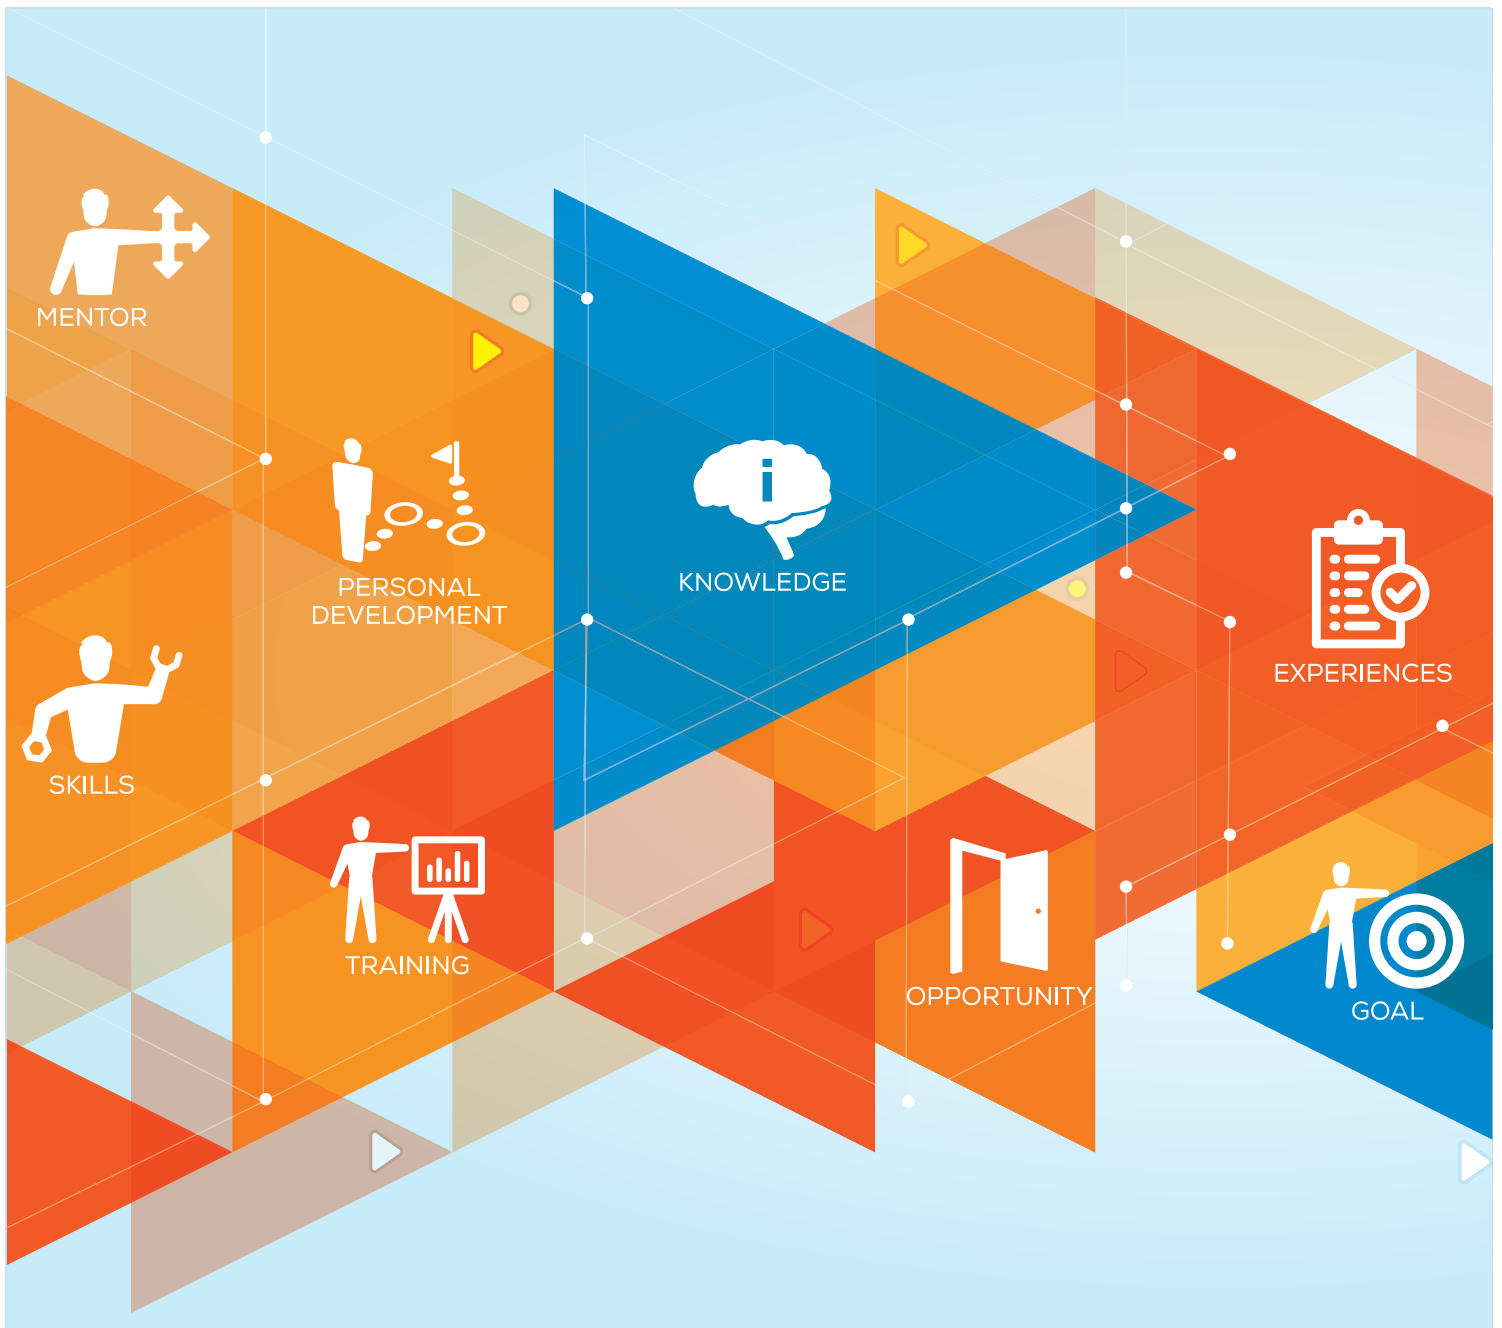 MENTOR
PERSONAL
DEVELOPMENT
i
KNOWLEDGE
EXPERIENCES
SKILLS
TRAINING
OPPORTUNITY
GOAL